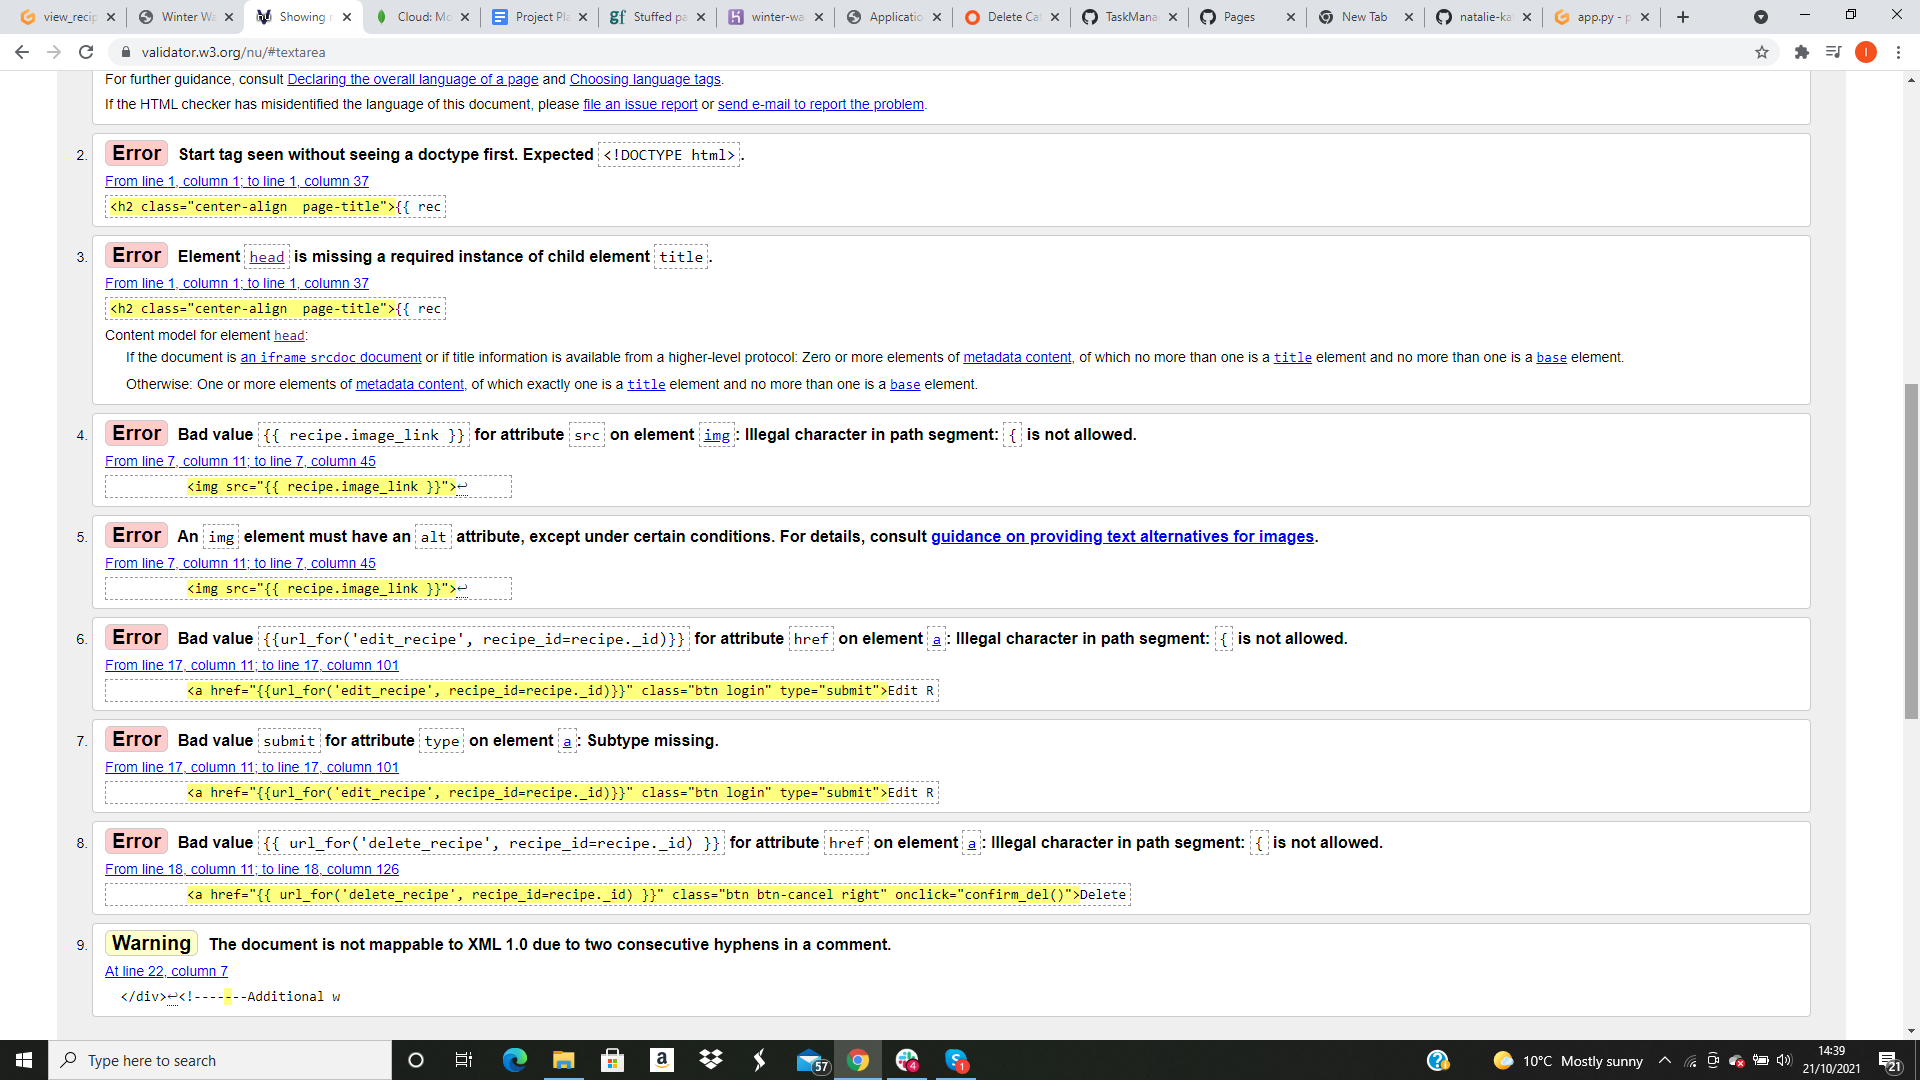 view_recip
Winter Wa
Showing r
Cloud: Mo
Project Pla
Stuffed pa
winter-wa
Applicatio
Delete Cat
TaskMana
Pages
New Tab
natalie-ka
app.py - p
validator.w3.org/nu/#textarea
I
For further guidance, consult Declaring the overall language of a page and Choosing language tags.
If the HTML checker has misidentified the language of this document, please file an issue report or send e-mail to report the problem.
2. Error Start tag seen without seeing a doctype first. Expected <!DOCTYPE html>.
From line 1, column 1; to line 1, column 37
<h2 class="center-align  page-title">{{ rec
3. Error Element head is missing a required instance of child element title.
From line 1, column 1; to line 1, column 37
<h2 class="center-align  page-title">{{ rec
Content model for element head:
If the document is an iframe srcdoc document or if title information is available from a higher-level protocol: Zero or more elements of metadata content, of which no more than one is a title element and no more than one is a base element.
Otherwise: One or more elements of metadata content, of which exactly one is a title element and no more than one is a base element.
4. Error Bad value {{ recipe.image_link }} for attribute src on element img: Illegal character in path segment: { is not allowed.
From line 7, column 11; to line 7, column 45
<img src="{{ recipe.image_link }}">↩
5. Error An img element must have an alt attribute, except under certain conditions. For details, consult guidance on providing text alternatives for images.
From line 7, column 11; to line 7, column 45
<img src="{{ recipe.image_link }}">↩
6. Error Bad value {{url_for('edit_recipe', recipe_id=recipe._id)}} for attribute href on element a: Illegal character in path segment: { is not allowed.
From line 17, column 11; to line 17, column 101
<a href="{{url_for('edit_recipe', recipe_id=recipe._id)}}" class="btn login" type="submit">Edit R
7. Error Bad value submit for attribute type on element a: Subtype missing.
From line 17, column 11; to line 17, column 101
<a href="{{url_for('edit_recipe', recipe_id=recipe._id)}}" class="btn login" type="submit">Edit R
8. Error Bad value {{ url_for('delete_recipe', recipe_id=recipe._id) }} for attribute href on element a: Illegal character in path segment: { is not allowed.
From line 18, column 11; to line 18, column 126
<a href="{{ url_for('delete_recipe', recipe_id=recipe._id) }}" class="btn btn-cancel right" onclick="confirm_del()">Delete
9. Warning The document is not mappable to XML 1.0 due to two consecutive hyphens in a comment.
At line 22, column 7
</div>↩<!-------Additional w
Type here to search
57
4
1
10°C Mostly sunny
14:39
21/10/2021
21